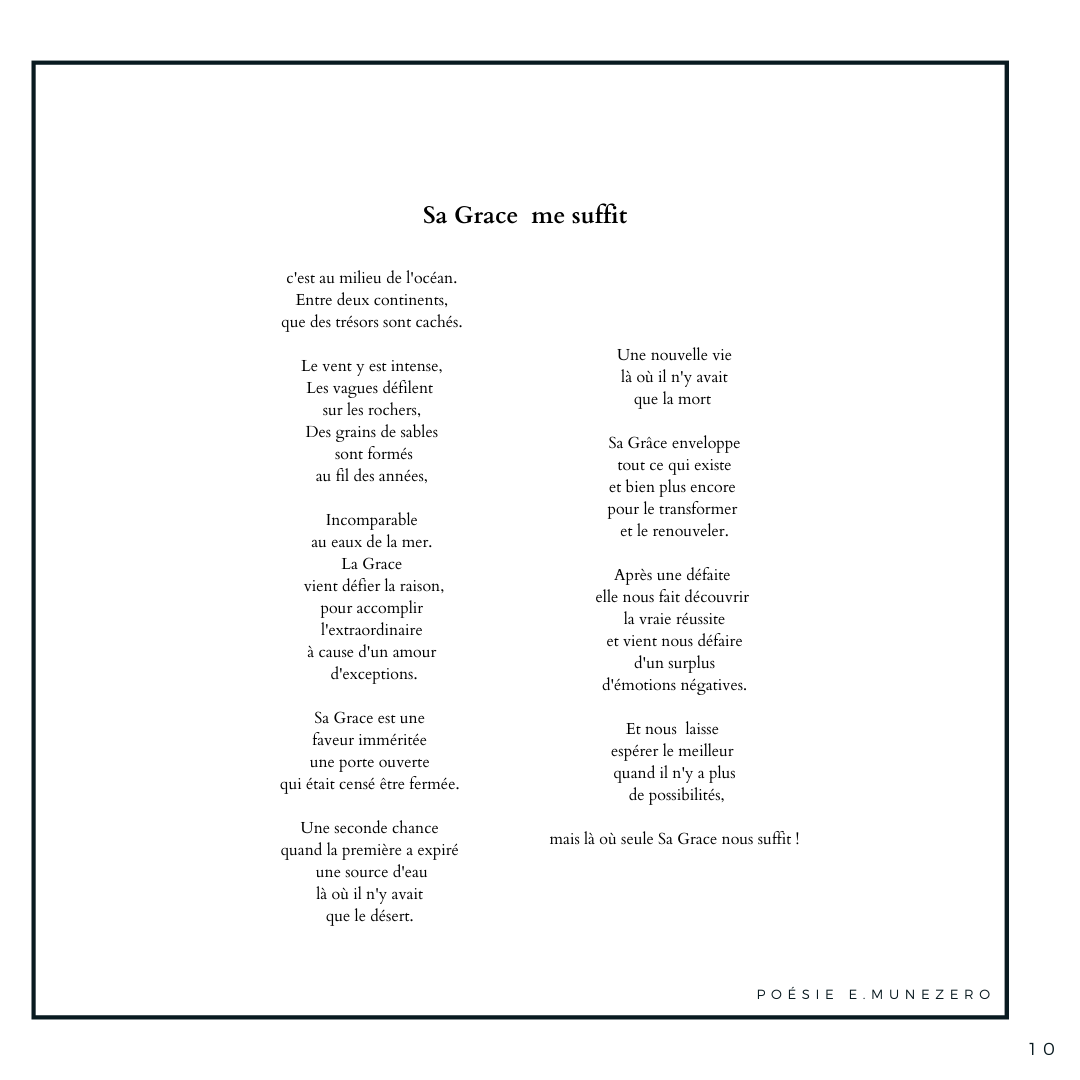 Sa Grace  me suffit
c'est au milieu de l'océan.
Entre deux continents,
que des trésors sont cachés.
Le vent y est intense,
Les vagues défilent
sur les rochers,
Des grains de sables
sont formés
au fil des années,
Incomparable
au eaux de la mer.
La Grace
vient défier la raison,
pour accomplir
l'extraordinaire
à cause d'un amour
d'exceptions.
Sa Grace est une
faveur imméritée
une porte ouverte
qui était censé être fermée.
Une seconde chance
quand la première a expiré
une source d'eau
là où il n'y avait
que le désert.
Une nouvelle vie
là où il n'y avait
que la mort
Sa Grâce enveloppe
tout ce qui existe
et bien plus encore
pour le transformer
et le renouveler.
Après une défaite
elle nous fait découvrir
la vraie réussite
et vient nous défaire
d'un surplus
d'émotions négatives.
Et nous  laisse
espérer le meilleur
quand il n'y a plus
de possibilités,
mais là où seule Sa Grace nous suffit !
POÉSIE E.MUNEZERO
10